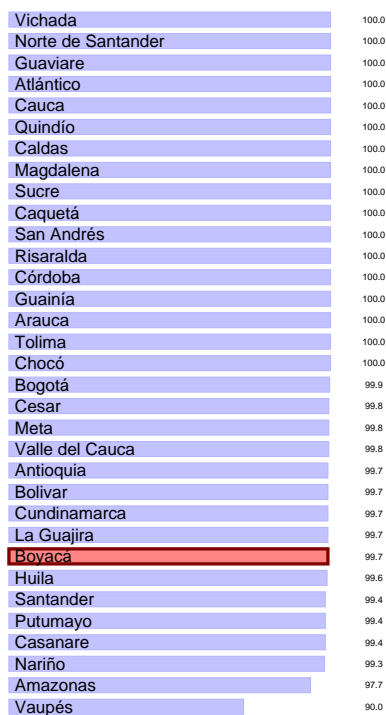 Vichada 100.0
Norte de Santander 100.0
Guaviare 100.0
Atlántico 100.0
Cauca 100.0
Quindío 100.0
Caldas 100.0
Magdalena 100.0
Sucre 100.0
Caquetá 100.0
San Andrés 100.0
Risaralda 100.0
Córdoba 100.0
Guainía 100.0
Arauca 100.0
Tolima 100.0
Chocó 100.0
Bogotá 99.9
Cesar 99.8
Meta 99.8
Valle del Cauca 99.8
Antioquia 99.7
Bolivar 99.7
Cundinamarca 99.7
La Guajira 99.7
Boyacá 99.7
Huila 99.6
Santander 99.4
Putumayo 99.4
Casanare 99.4
Nariño 99.3
Amazonas 97.7
Vaupés 90.0